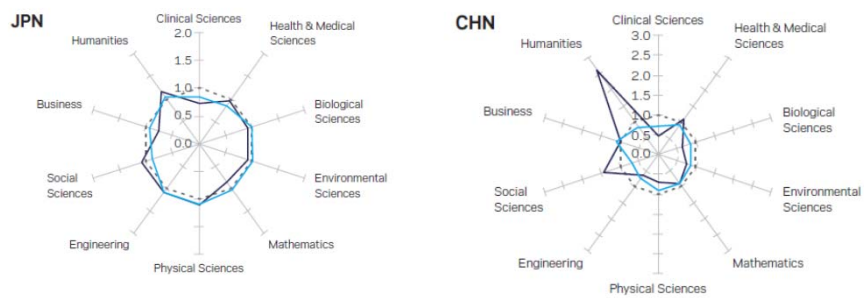 JPN
Clinical Sciences
2.0
1.5
1.0
0.5
0.0
Health & Medical
Sciences
Biological
Sciences
Environmental
Sciences
Mathematics
Physical Sciences
Engineering
Social
Sciences
Business
Humanities
CHN
Clinical Sciences
3.0
2.5
2.0
1.5
1.0
0.5
0.0
Health & Medical
Sciences
Biological
Sciences
Environmental
Sciences
Mathematics
Physical Sciences
Engineering
Social
Sciences
Business
Humanities